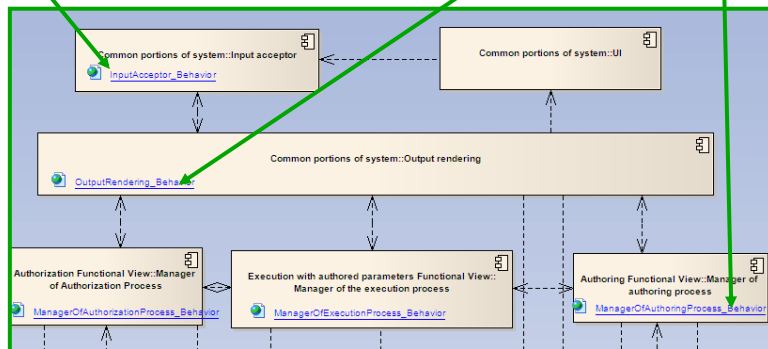 Common portions of system::Input acceptor
InputAcceptor_Behavior
Common portions of system::UI
Common portions of system::Output rendering
OutputRendering_Behavior
Authorization Functional View::Manager
of Authorization Process
ManagerOfAuthorizationProcess_Behavior
Execution with authored parameters Functional View::
Manager of the execution process
ManagerOfExecutionProcess_Behavior
Authoring Functional View::Manager of
authoring process
ManagerOfAuthoringProcess_Behavior